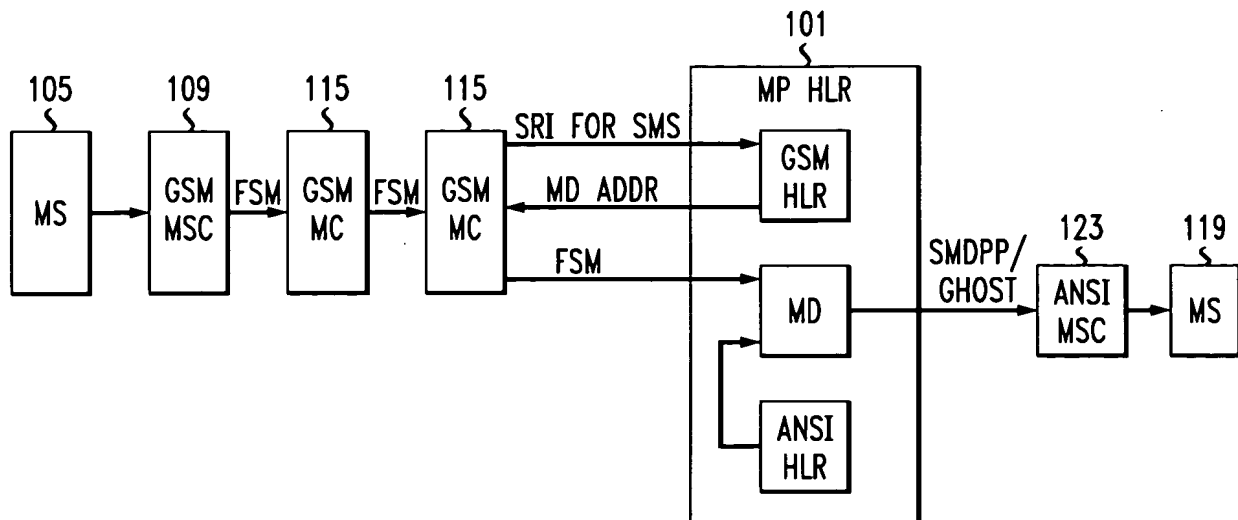 101
MP HLR
105
109
115
115
MS
GSM
MSC
FSM
GSM
MC
FSM
GSM
MC
SRI FOR SMS
MD ADDR
FSM
GSM
HLR
MD
ANSI
HLR
SMDPP/
GHOST
123
ANSI
MSC
119
MS